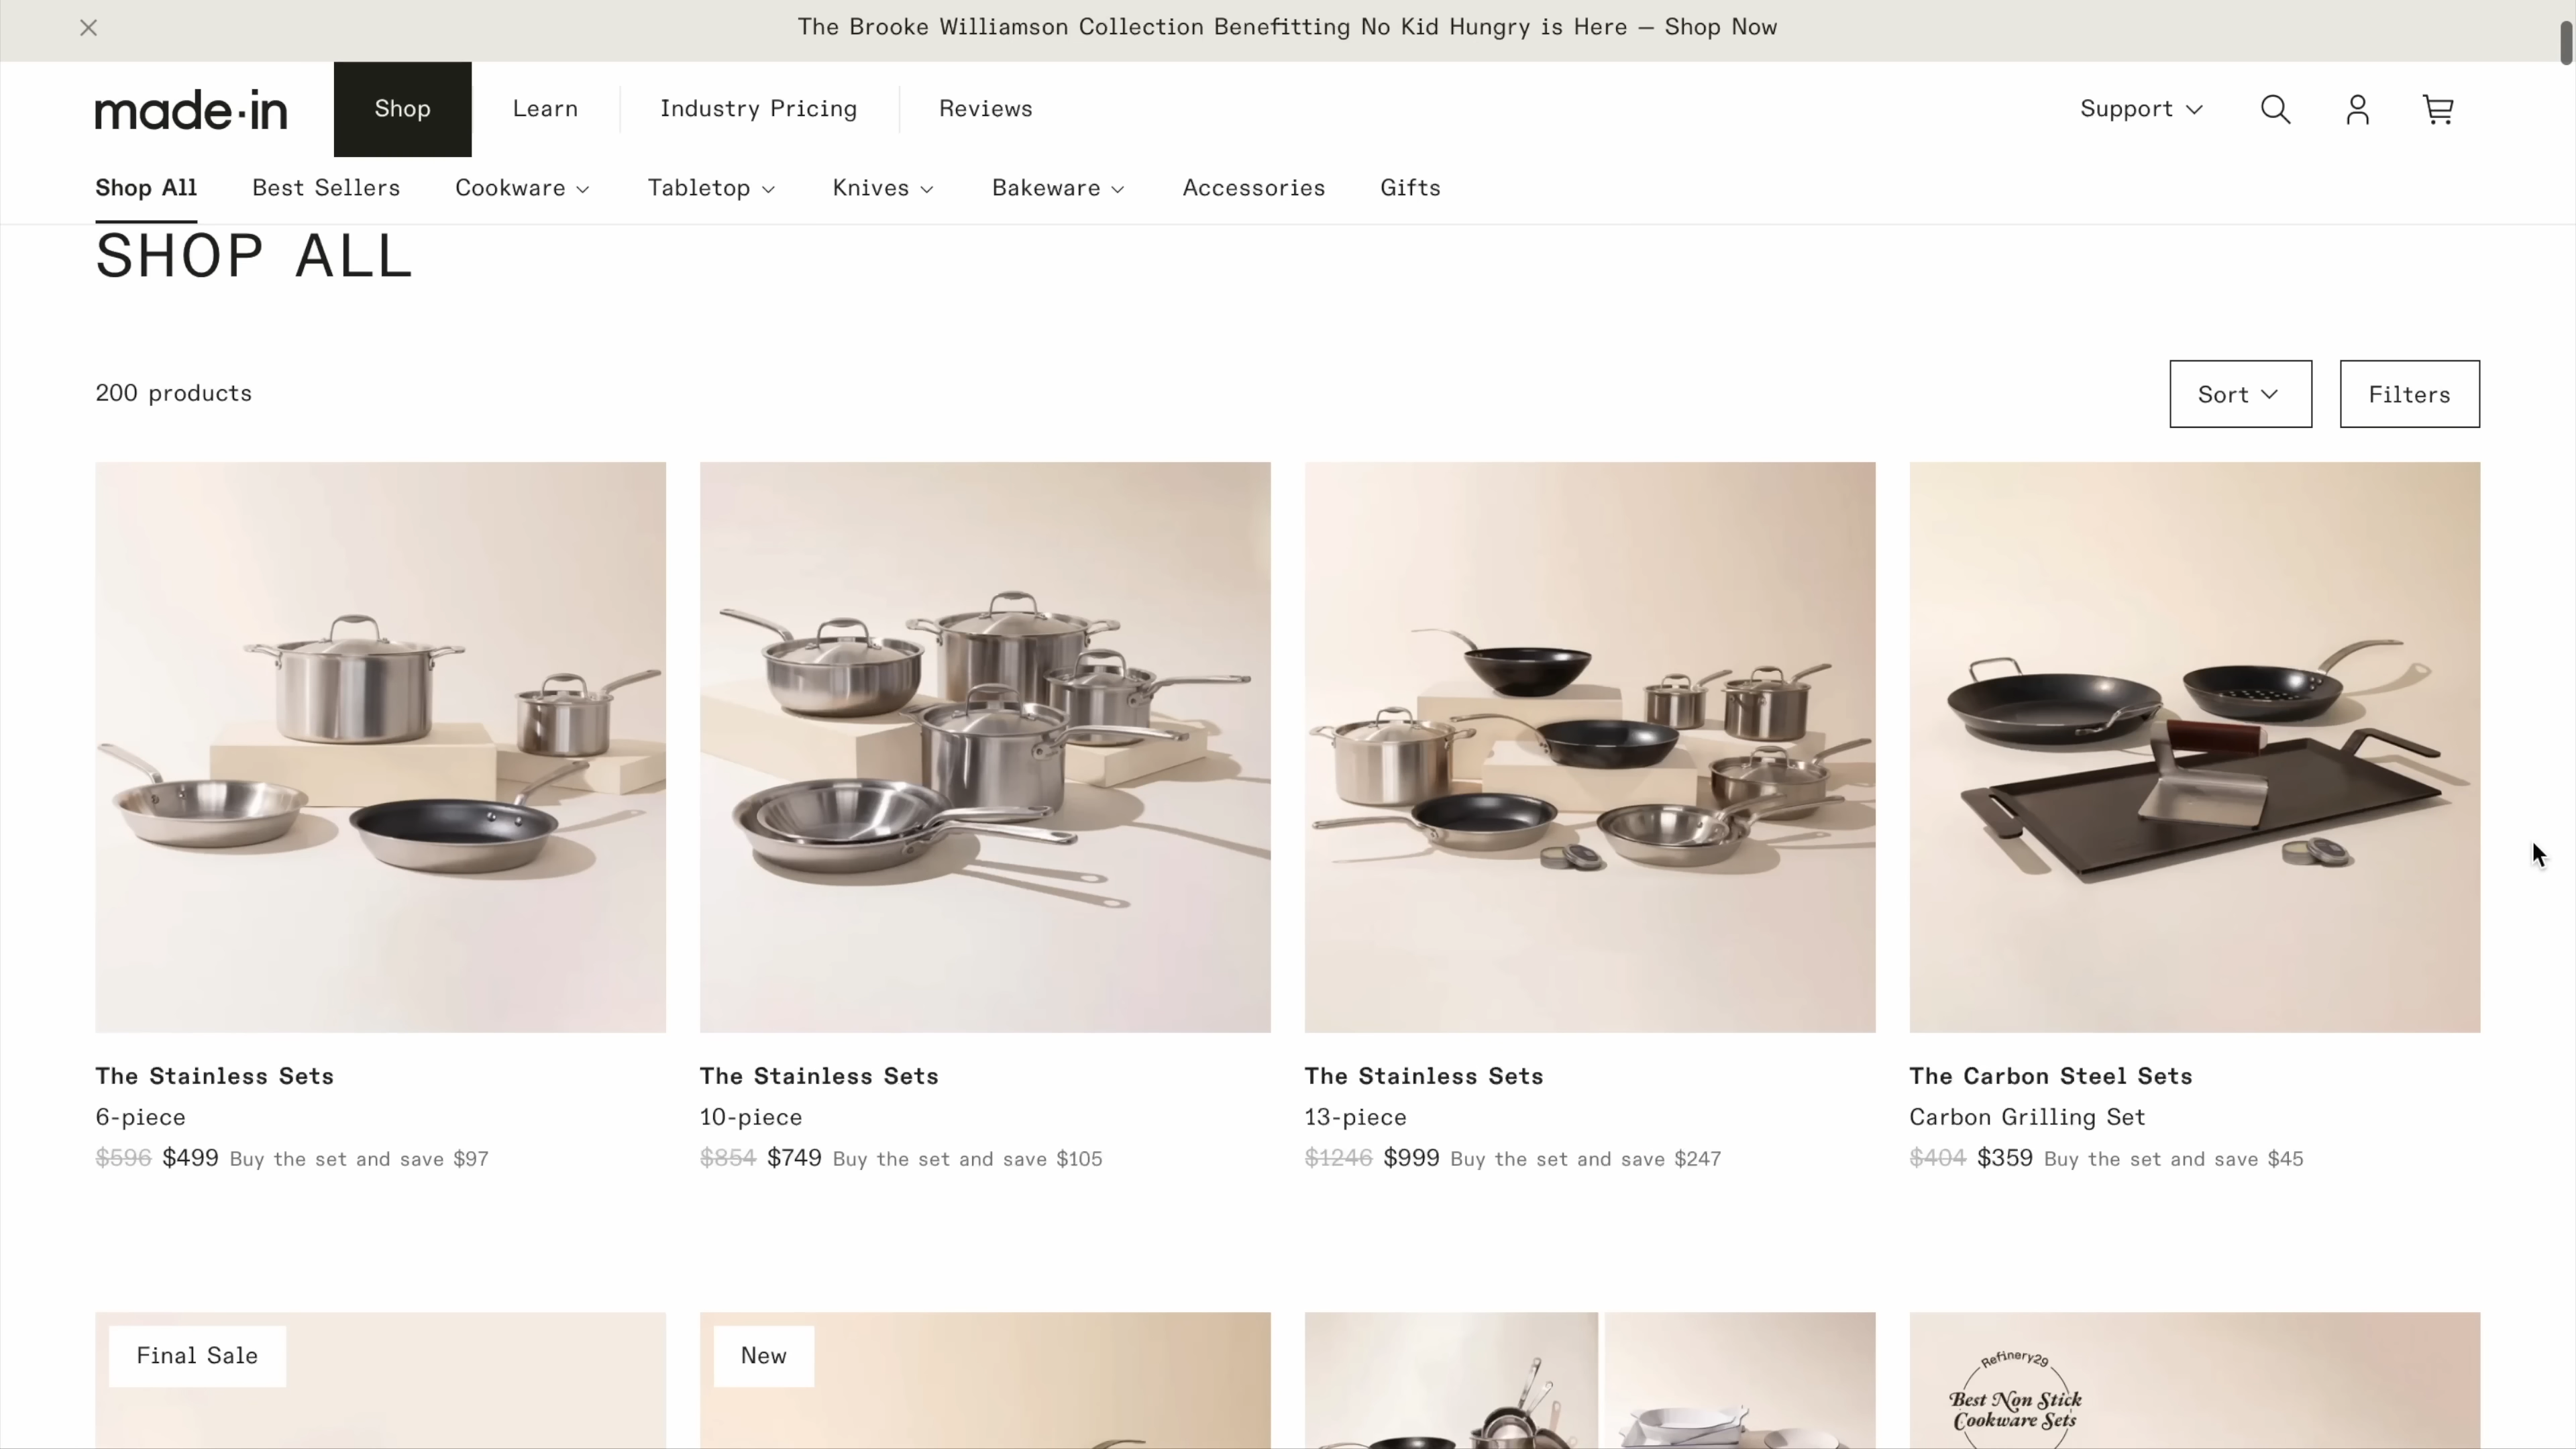 The Brooke Williamson Collection Benefitting No Kid Hungry is Here — Shop Now
made·in
Shop
Learn
Industry Pricing
Reviews
Support
Shop All
Best Sellers
Cookware
Tabletop
Knives
Bakeware
Accessories
Gifts
SHOP ALL
200 products
Sort
Filters
The Stainless Sets
6-piece
$596 $499 Buy the set and save $97
The Stainless Sets
10-piece
$854 $749 Buy the set and save $105
The Stainless Sets
13-piece
$1246 $999 Buy the set and save $247
The Carbon Steel Sets
Carbon Grilling Set
$404 $359 Buy the set and save $45
Final Sale
New
Refinery29
Best Non Stick
Cookware Sets